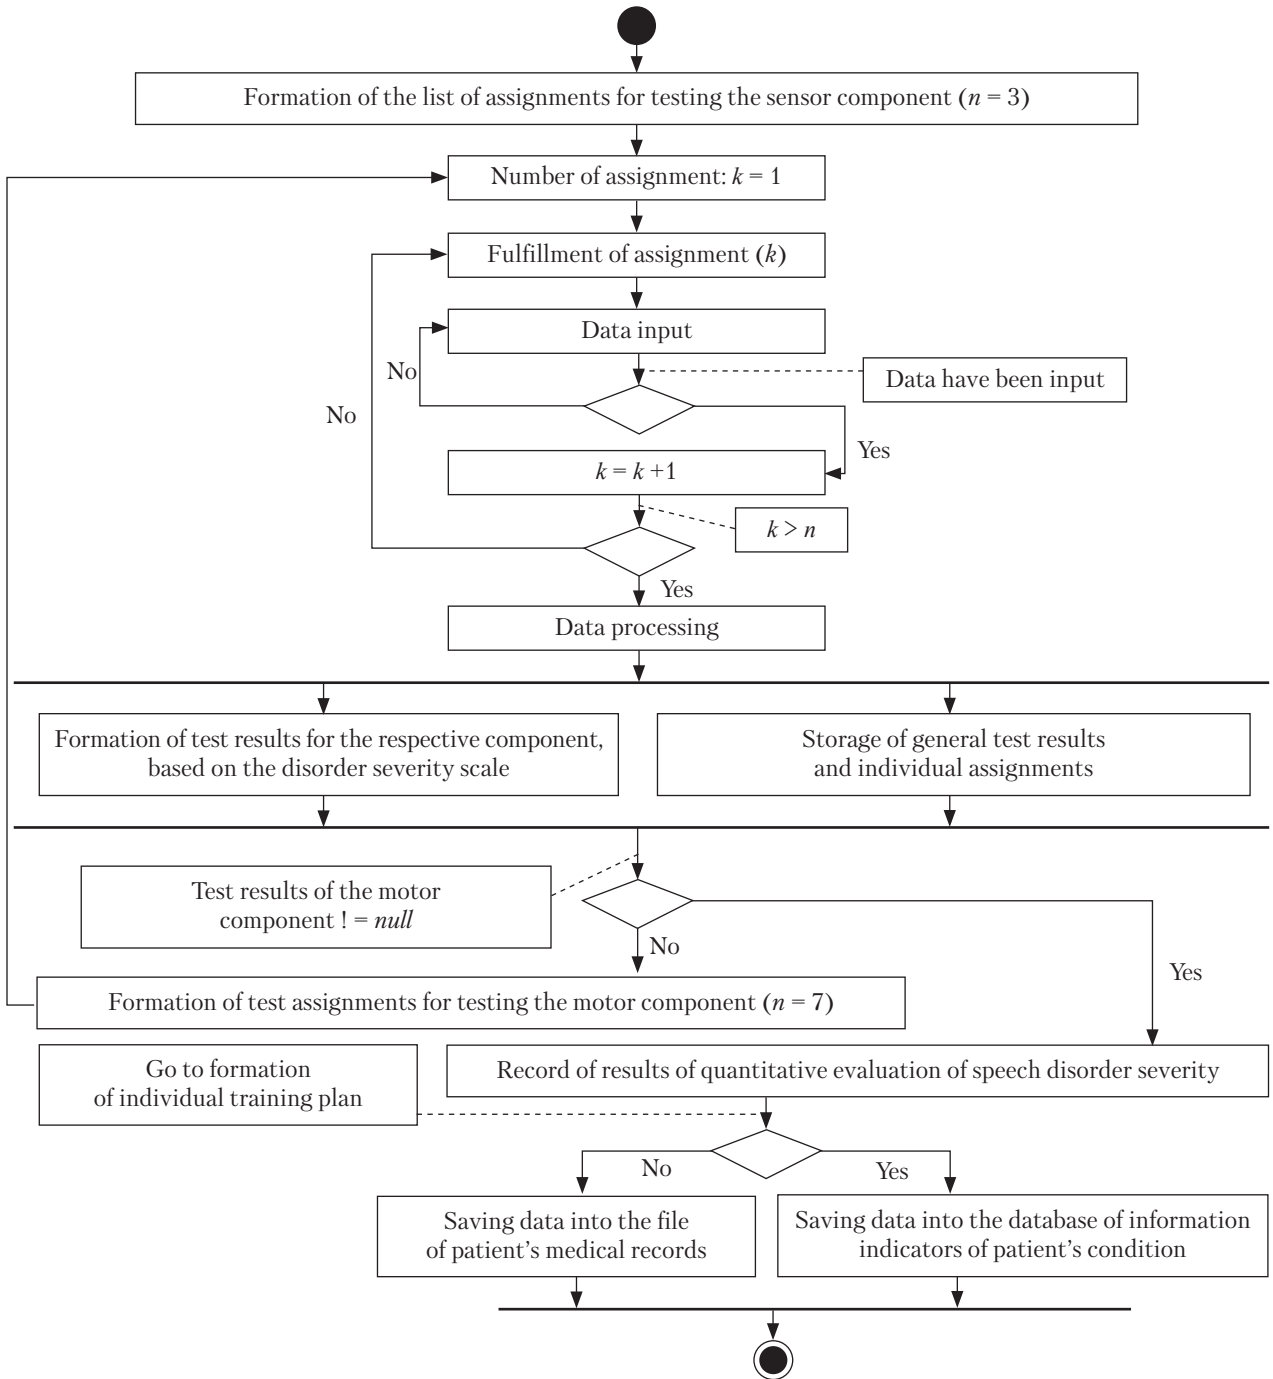 Formation of the list of assignments for testing the sensor component (n = 3)
Number of assignment: k = 1
Fulfillment of assignment (k)
Data input
No
Data have been input
No
Yes
k = k +1
k > n
Yes
Data processing
Formation of test results for the respective component,
based on the disorder severity scale
Storage of general test results
and individual assignments
Test results of the motor
component ! = null
No
Yes
Formation of test assignments for testing the motor component (n = 7)
Go to formation
of individual training plan
Record of results of quantitative evaluation of speech disorder severity
No
Yes
Saving data into the file
of patient's medical records
Saving data into the database of information
indicators of patient's condition